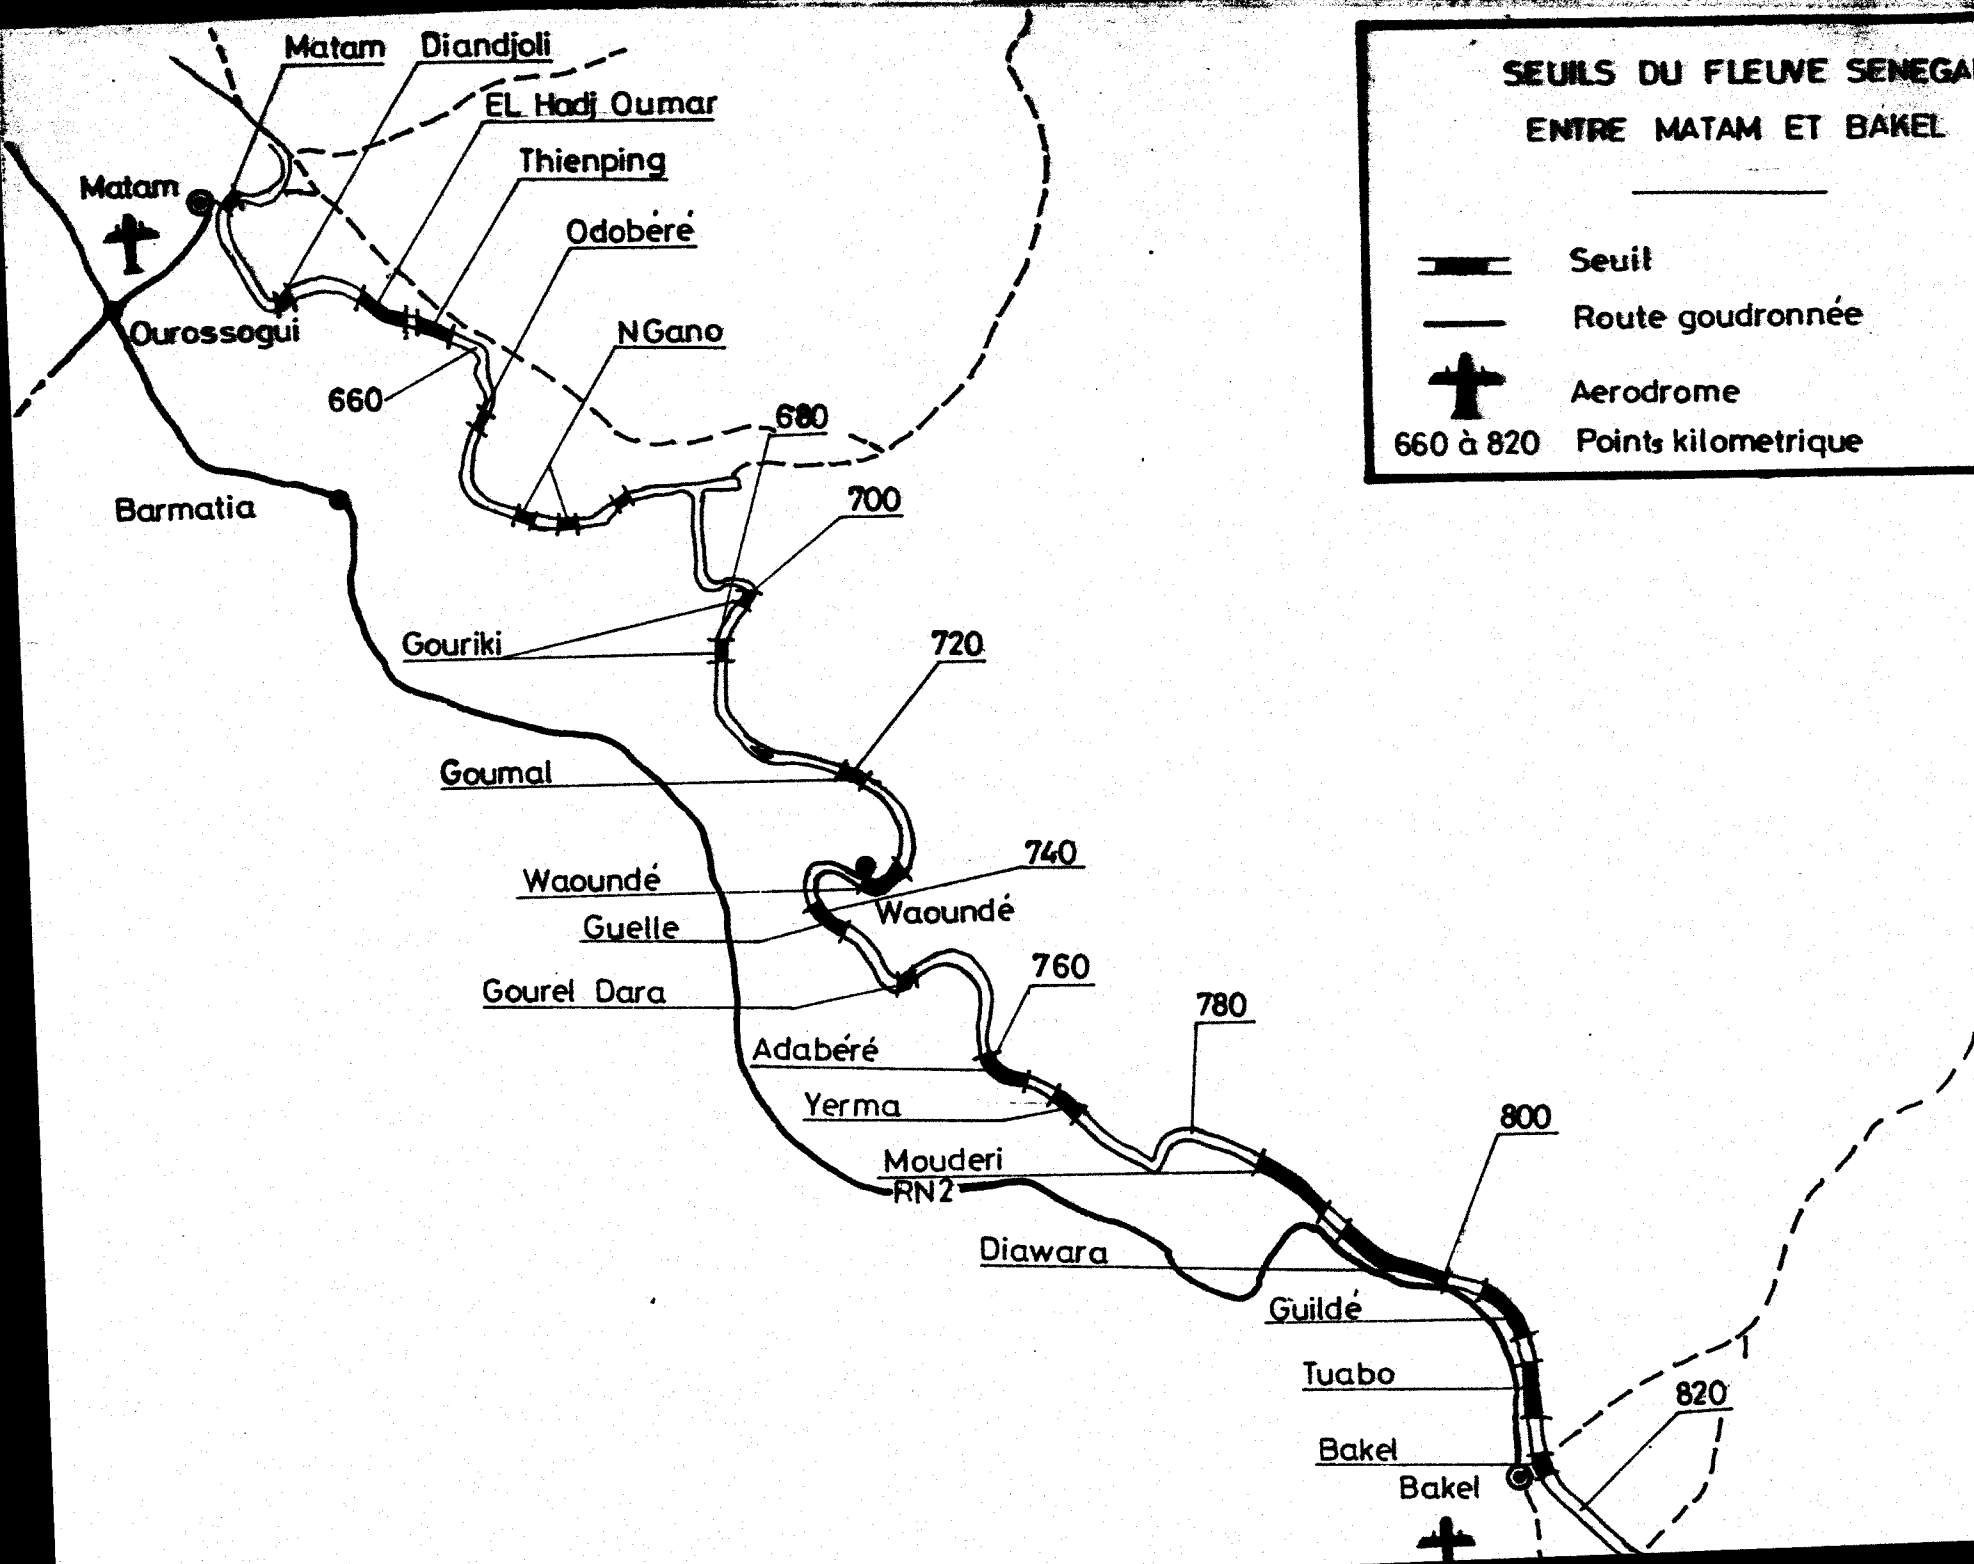 SEUILS DU FLEUVE SENEGAL
ENTRE MATAM ET BAKEL
Seuil
Route goudronnée
Aerodrome
660 à 820 Points kilometrique
Matam
Diandjoli
EL Hadj Oumar
Thienping
Matam
Odobéré
Ourossogui
NGano
660
680
700
Barmatia
Gouriki
720
Goumal
740
Waoundé
Waoundé
Guelle
760
Gourel Dara
780
Adabéré
Yerma
800
Mouderi
RN2
Diawara
Guildé
Tuabo
820
Bakel
Bakel